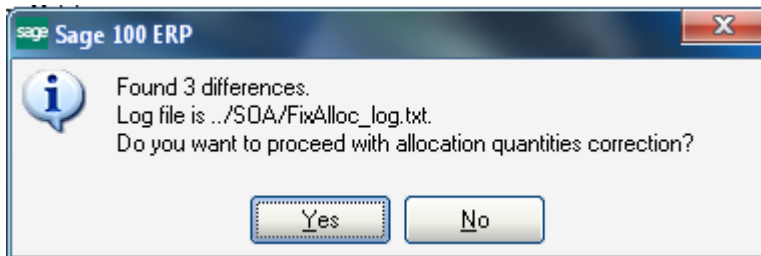 sage Sage 100 ERP
Found 3 differences.
Log file is ../SOA/FixAlloc_log.txt.
Do you want to proceed with allocation quantities correction?
Yes
No